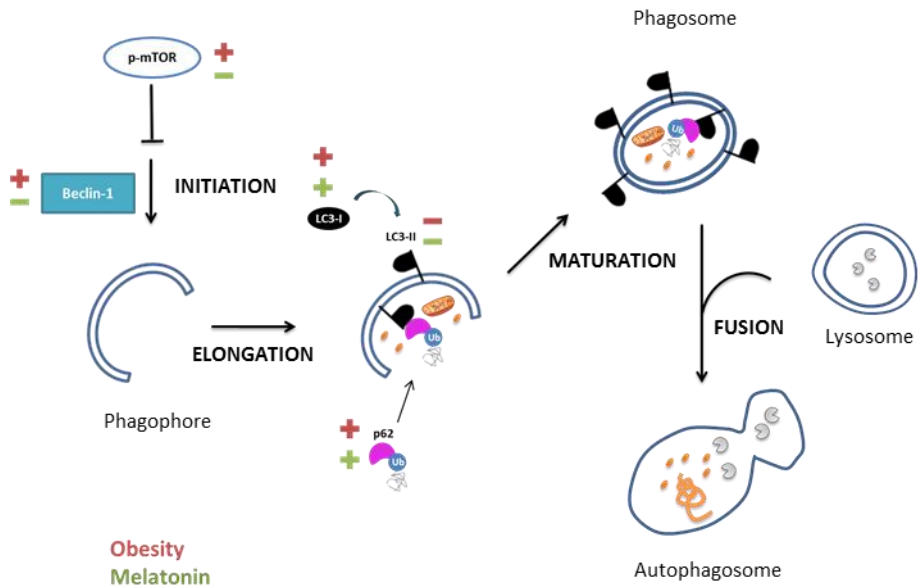 Phagosome
p-mTOR
Beclin-1
INITIATION
LC3-I
LC3-II
Ub
MATURATION
ELONGATION
Ub
FUSION
Lysosome
Phagophore
p62
Ub
Obesity
Melatonin
Autophagosome